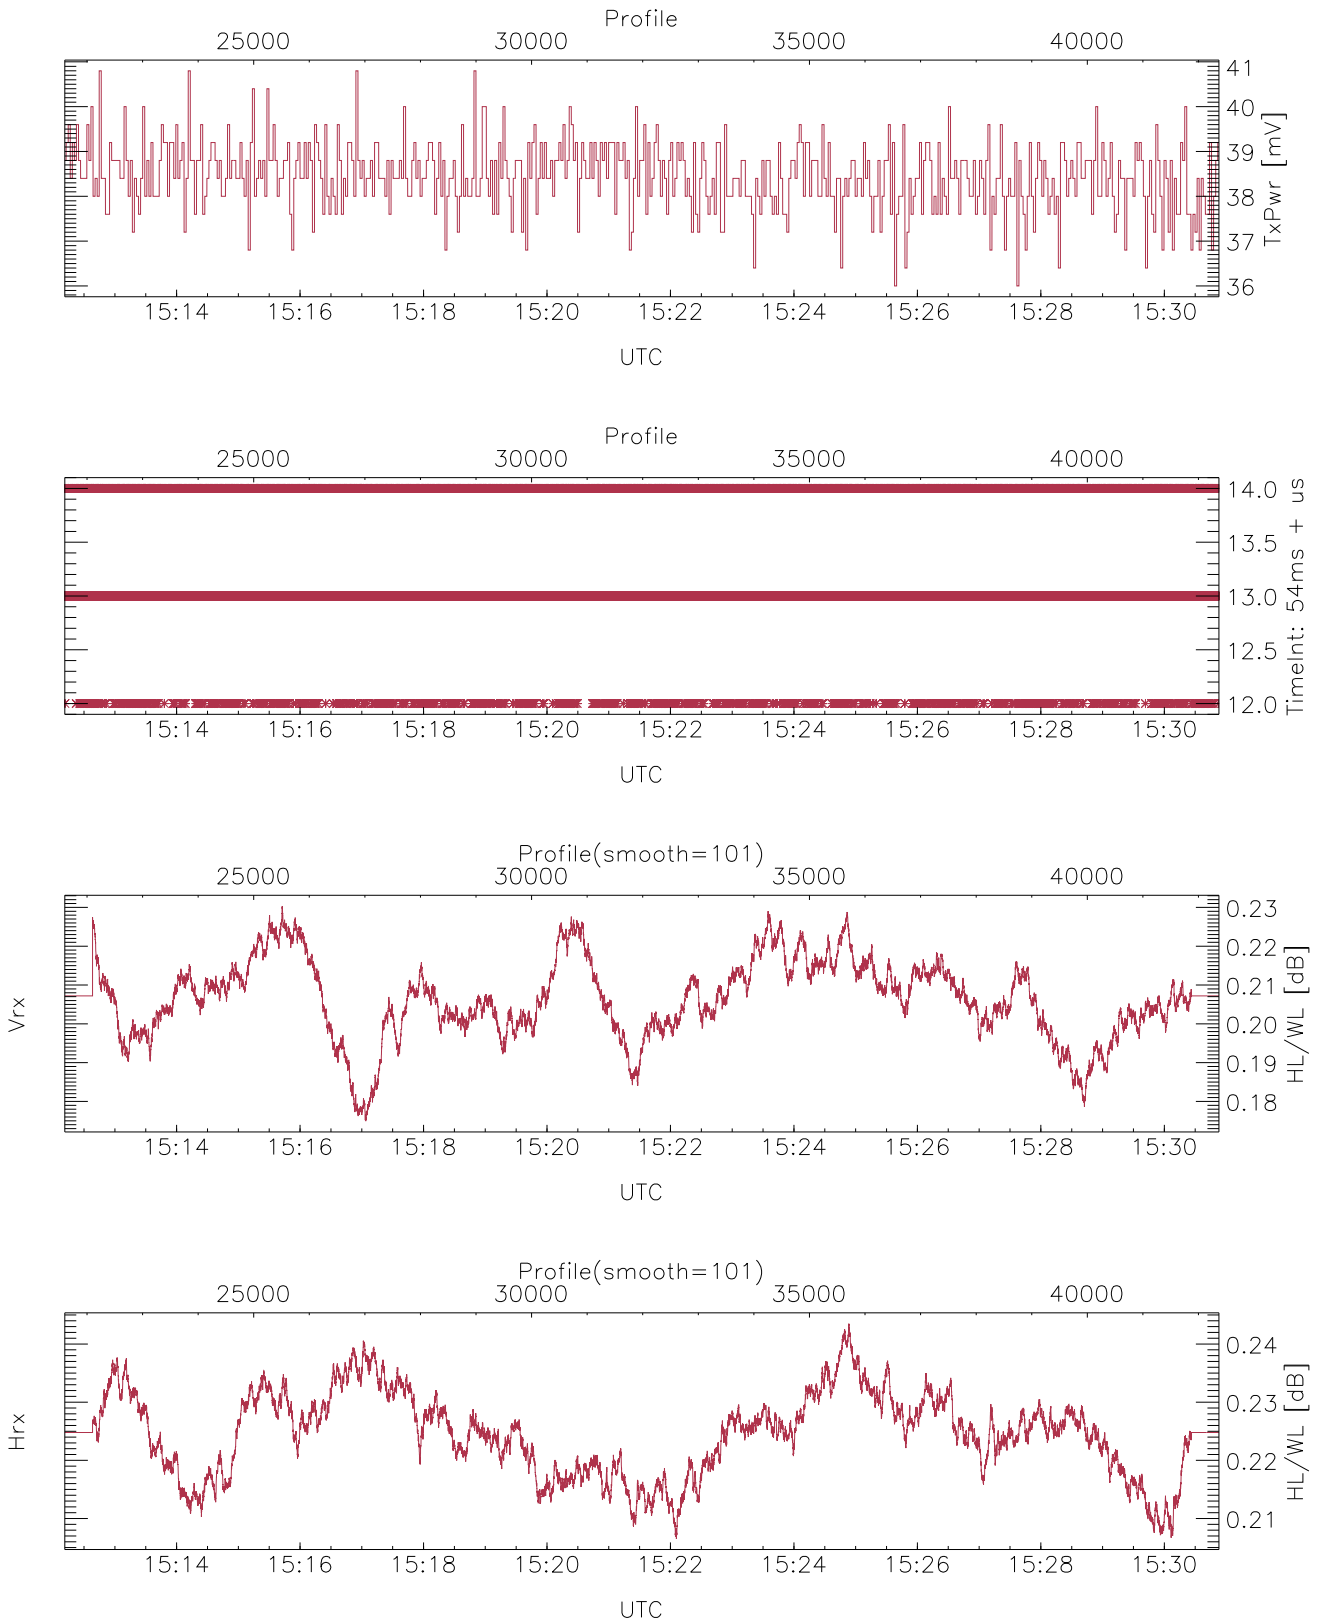 Profile
25000 30000 35000 40000
41
40
39
38
37
36
TxPwr [mV]
15:14 15:16 15:18 15:20 15:22 15:24 15:26 15:28 15:30
UTC
Profile
25000 30000 35000 40000
14.0
13.5
13.0
12.5
12.0
TimeInt: 54ms + us
15:14 15:16 15:18 15:20 15:22 15:24 15:26 15:28 15:30
UTC
Profile(smooth=101)
25000 30000 35000 40000
Vrx
0.23
0.22
0.21
0.20
0.19
0.18
HL/WL [dB]
15:14 15:16 15:18 15:20 15:22 15:24 15:26 15:28 15:30
UTC
Profile(smooth=101)
25000 30000 35000 40000
Hrx
0.24
0.23
0.22
0.21
HL/WL [dB]
15:14 15:16 15:18 15:20 15:22 15:24 15:26 15:28 15:30
UTC